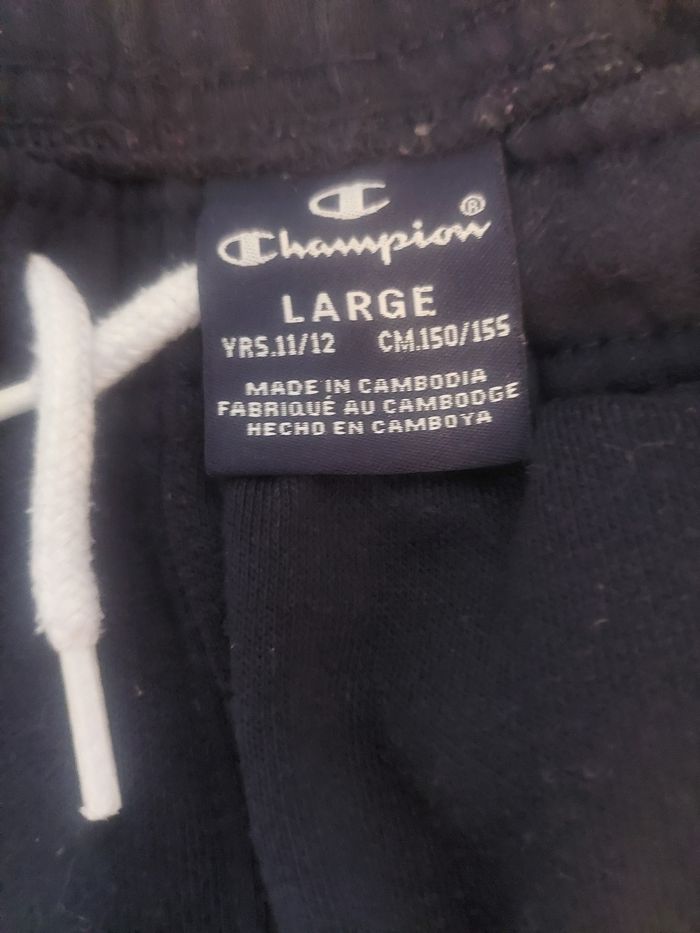 Champion®
LARGE
YRS.11/12 CM.150/155
MADE IN CAMBODIA
FABRIQUÉ AU CAMBODGE
HECHO EN CAMBOYA